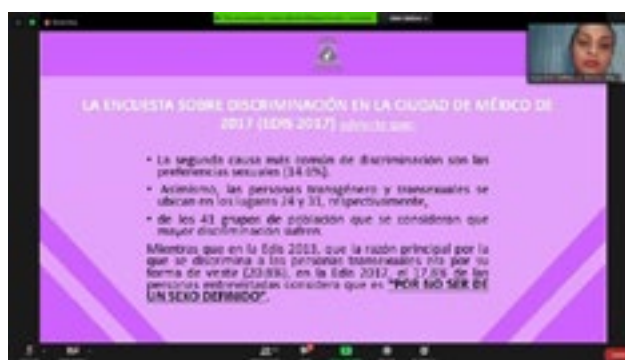 LA ENCUESTA SOBRE DISCRIMINACIÓN EN LA CIUDAD DE MÉXICO DE
2017 (EDIS 2017) advierte que:
• La segunda causa más común de discriminación son las
preferencias sexuales (14.6%).
• Asimismo, las personas transgénero y transexuales se
ubican en los lugares 24 y 31, respectivamente,
• de los 41 grupos de población que se consideran que
mayor discriminación sufren.
Mientras que en la Edis 2013, que la razón principal por la
que se discrimina a las personas transexuales era por su
forma de vestir (20.6%), en la Edis 2017, el 17.6% de las
personas entrevistadas considera que es "POR NO SER DE
UN SEXO DEFINIDO".